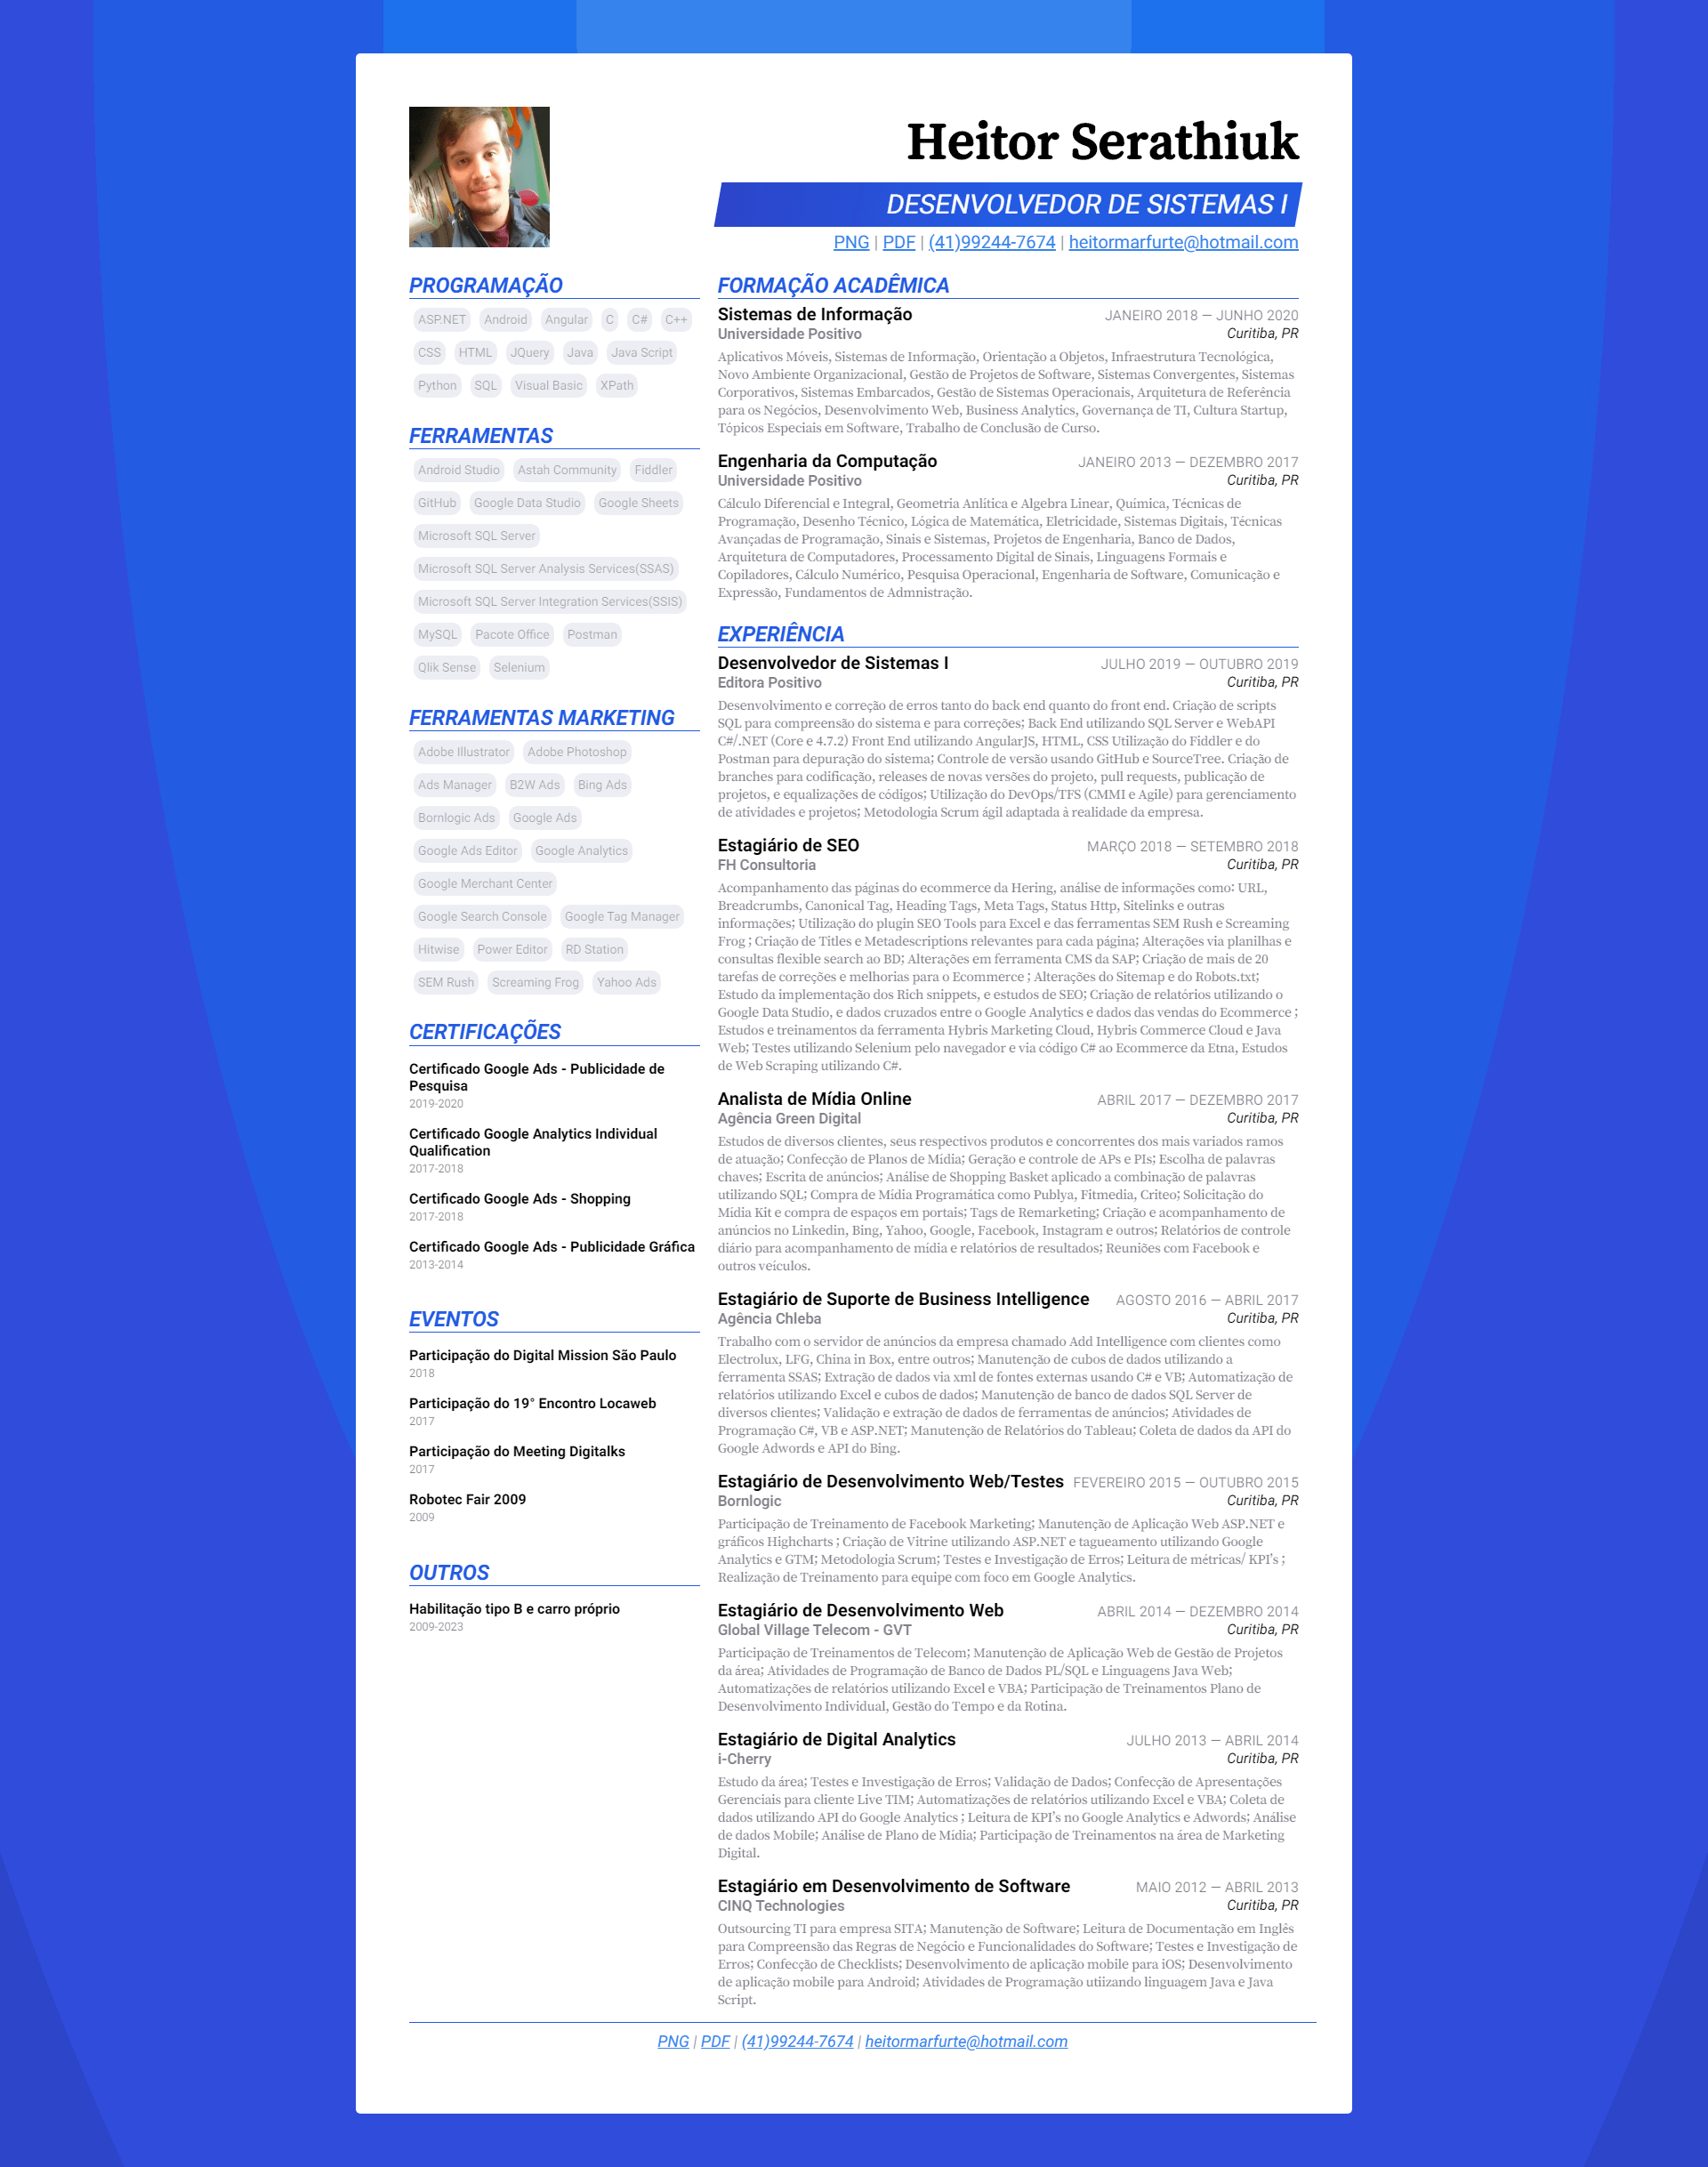 Heitor Serathiuk
DESENVOLVEDOR DE SISTEMAS I
PNG | PDF | (41)99244-7674 | heitormarfurte@hotmail.com
PROGRAMAÇÃO
ASP.NET Android Angular C C# C++
CSS HTML JQuery Java Java Script
Python SQL Visual Basic XPath
FERRAMENTAS
Android Studio Astah Community Fiddler
GitHub Google Data Studio Google Sheets
Microsoft SQL Server
Microsoft SQL Server Analysis Services(SSAS)
Microsoft SQL Server Integration Services(SSIS)
MySQL Pacote Office Postman
Qlik Sense Selenium
FERRAMENTAS MARKETING
Adobe Illustrator Adobe Photoshop
Ads Manager B2W Ads Bing Ads
Bornlogic Ads Google Ads
Google Ads Editor Google Analytics
Google Merchant Center
Google Search Console Google Tag Manager
Hitwise Power Editor RD Station
SEM Rush Screaming Frog Yahoo Ads
CERTIFICAÇÕES
Certificado Google Ads - Publicidade de
Pesquisa
2019-2020
Certificado Google Analytics Individual
Qualification
2017-2018
Certificado Google Ads - Shopping
2017-2018
Certificado Google Ads - Publicidade Gráfica
2013-2014
EVENTOS
Participação do Digital Mission São Paulo
2018
Participação do 19° Encontro Locaweb
2017
Participação do Meeting Digitalks
2017
Robotec Fair 2009
2009
OUTROS
Habilitação tipo B e carro próprio
2009-2023
FORMAÇÃO ACADÊMICA
Sistemas de Informação JANEIRO 2018 — JUNHO 2020
Universidade Positivo Curitiba, PR
Aplicativos Móveis, Sistemas de Informação, Orientação a Objetos, Infraestrutura Tecnológica,
Novo Ambiente Organizacional, Gestão de Projetos de Software, Sistemas Convergentes, Sistemas
Corporativos, Sistemas Embarcados, Gestão de Sistemas Operacionais, Arquitetura de Referência
para os Negócios, Desenvolvimento Web, Business Analytics, Governança de TI, Cultura Startup,
Tópicos Especiais em Software, Trabalho de Conclusão de Curso.
Engenharia da Computação JANEIRO 2013 — DEZEMBRO 2017
Universidade Positivo Curitiba, PR
Cálculo Diferencial e Integral, Geometria Anlítica e Algebra Linear, Química, Técnicas de
Programação, Desenho Técnico, Lógica de Matemática, Eletricidade, Sistemas Digitais, Técnicas
Avançadas de Programação, Sinais e Sistemas, Projetos de Engenharia, Banco de Dados,
Arquitetura de Computadores, Processamento Digital de Sinais, Linguagens Formais e
Copiladores, Cálculo Numérico, Pesquisa Operacional, Engenharia de Software, Comunicação e
Expressão, Fundamentos de Admnistração.
EXPERIÊNCIA
Desenvolvedor de Sistemas I JULHO 2019 — OUTUBRO 2019
Editora Positivo Curitiba, PR
Desenvolvimento e correção de erros tanto do back end quanto do front end. Criação de scripts
SQL para compreensão do sistema e para correções; Back End utilizando SQL Server e WebAPI
C#/.NET (Core e 4.7.2) Front End utilizando AngularJS, HTML, CSS Utilização do Fiddler e do
Postman para depuração do sistema; Controle de versão usando GitHub e SourceTree. Criação de
branches para codificação, releases de novas versões do projeto, pull requests, publicação de
projetos, e equalizações de códigos; Utilização do DevOps/TFS (CMMI e Agile) para gerenciamento
de atividades e projetos; Metodologia Scrum ágil adaptada à realidade da empresa.
Estagiário de SEO MARÇO 2018 — SETEMBRO 2018
FH Consultoria Curitiba, PR
Acompanhamento das páginas do ecommerce da Hering, análise de informações como: URL,
Breadcrumbs, Canonical Tag, Heading Tags, Meta Tags, Status Http, Sitelinks e outras
informações; Utilização do plugin SEO Tools para Excel e das ferramentas SEM Rush e Screaming
Frog ; Criação de Titles e Metadescriptions relevantes para cada página; Alterações via planilhas e
consultas flexible search ao BD; Alterações em ferramenta CMS da SAP; Criação de mais de 20
tarefas de correções e melhorias para o Ecommerce ; Alterações do Sitemap e do Robots.txt;
Estudo da implementação dos Rich snippets, e estudos de SEO; Criação de relatórios utilizando o
Google Data Studio, e dados cruzados entre o Google Analytics e dados das vendas do Ecommerce ;
Estudos e treinamentos da ferramenta Hybris Marketing Cloud, Hybris Commerce Cloud e Java
Web; Testes utilizando Selenium pelo navegador e via código C# ao Ecommerce da Etna, Estudos
de Web Scraping utilizando C#.
Analista de Mídia Online ABRIL 2017 — DEZEMBRO 2017
Agência Green Digital Curitiba, PR
Estudos de diversos clientes, seus respectivos produtos e concorrentes dos mais variados ramos
de atuação; Confecção de Planos de Mídia; Geração e controle de APs e PIs; Escolha de palavras
chaves; Escrita de anúncios; Análise de Shopping Basket aplicado a combinação de palavras
utilizando SQL; Compra de Mídia Programática como Publya, Fitmedia, Criteo; Solicitação do
Mídia Kit e compra de espaços em portais; Tags de Remarketing; Criação e acompanhamento de
anúncios no Linkedin, Bing, Yahoo, Google, Facebook, Instagram e outros; Relatórios de controle
diário para acompanhamento de mídia e relatórios de resultados; Reuniões com Facebook e
outros veículos.
Estagiário de Suporte de Business Intelligence AGOSTO 2016 — ABRIL 2017
Agência Chleba Curitiba, PR
Trabalho com o servidor de anúncios da empresa chamado Add Intelligence com clientes como
Electrolux, LFG, China in Box, entre outros; Manutenção de cubos de dados utilizando a
ferramenta SSAS; Extração de dados via xml de fontes externas usando C# e VB; Automatização de
relatórios utilizando Excel e cubos de dados; Manutenção de banco de dados SQL Server de
diversos clientes; Validação e extração de dados de ferramentas de anúncios; Atividades de
Programação C#, VB e ASP.NET; Manutenção de Relatórios do Tableau; Coleta de dados da API do
Google Adwords e API do Bing.
Estagiário de Desenvolvimento Web/Testes FEVEREIRO 2015 — OUTUBRO 2015
Bornlogic Curitiba, PR
Participação de Treinamento de Facebook Marketing; Manutenção de Aplicação Web ASP.NET e
gráficos Highcharts ; Criação de Vitrine utilizando ASP.NET e tagueamento utilizando Google
Analytics e GTM; Metodologia Scrum; Testes e Investigação de Erros; Leitura de métricas/ KPI's ;
Realização de Treinamento para equipe com foco em Google Analytics.
Estagiário de Desenvolvimento Web ABRIL 2014 — DEZEMBRO 2014
Global Village Telecom - GVT Curitiba, PR
Participação de Treinamentos de Telecom; Manutenção de Aplicação Web de Gestão de Projetos
da área; Atividades de Programação de Banco de Dados PL/SQL e Linguagens Java Web;
Automatizações de relatórios utilizando Excel e VBA; Participação de Treinamentos Plano de
Desenvolvimento Individual, Gestão do Tempo e da Rotina.
Estagiário de Digital Analytics JULHO 2013 — ABRIL 2014
i-Cherry Curitiba, PR
Estudo da área; Testes e Investigação de Erros; Validação de Dados; Confecção de Apresentações
Gerenciais para cliente Live TIM; Automatizações de relatórios utilizando Excel e VBA; Coleta de
dados utilizando API do Google Analytics ; Leitura de KPI's no Google Analytics e Adwords; Análise
de dados Mobile; Análise de Plano de Mídia; Participação de Treinamentos na área de Marketing
Digital.
Estagiário em Desenvolvimento de Software MAIO 2012 — ABRIL 2013
CINQ Technologies Curitiba, PR
Outsourcing TI para empresa SITA; Manutenção de Software; Leitura de Documentação em Inglês
para Compreensão das Regras de Negócio e Funcionalidades do Software; Testes e Investigação de
Erros; Confecção de Checklists; Desenvolvimento de aplicação mobile para iOS; Desenvolvimento
de aplicação mobile para Android; Atividades de Programação utiizando linguagem Java e Java
Script.
PNG | PDF | (41)99244-7674 | heitormarfurte@hotmail.com